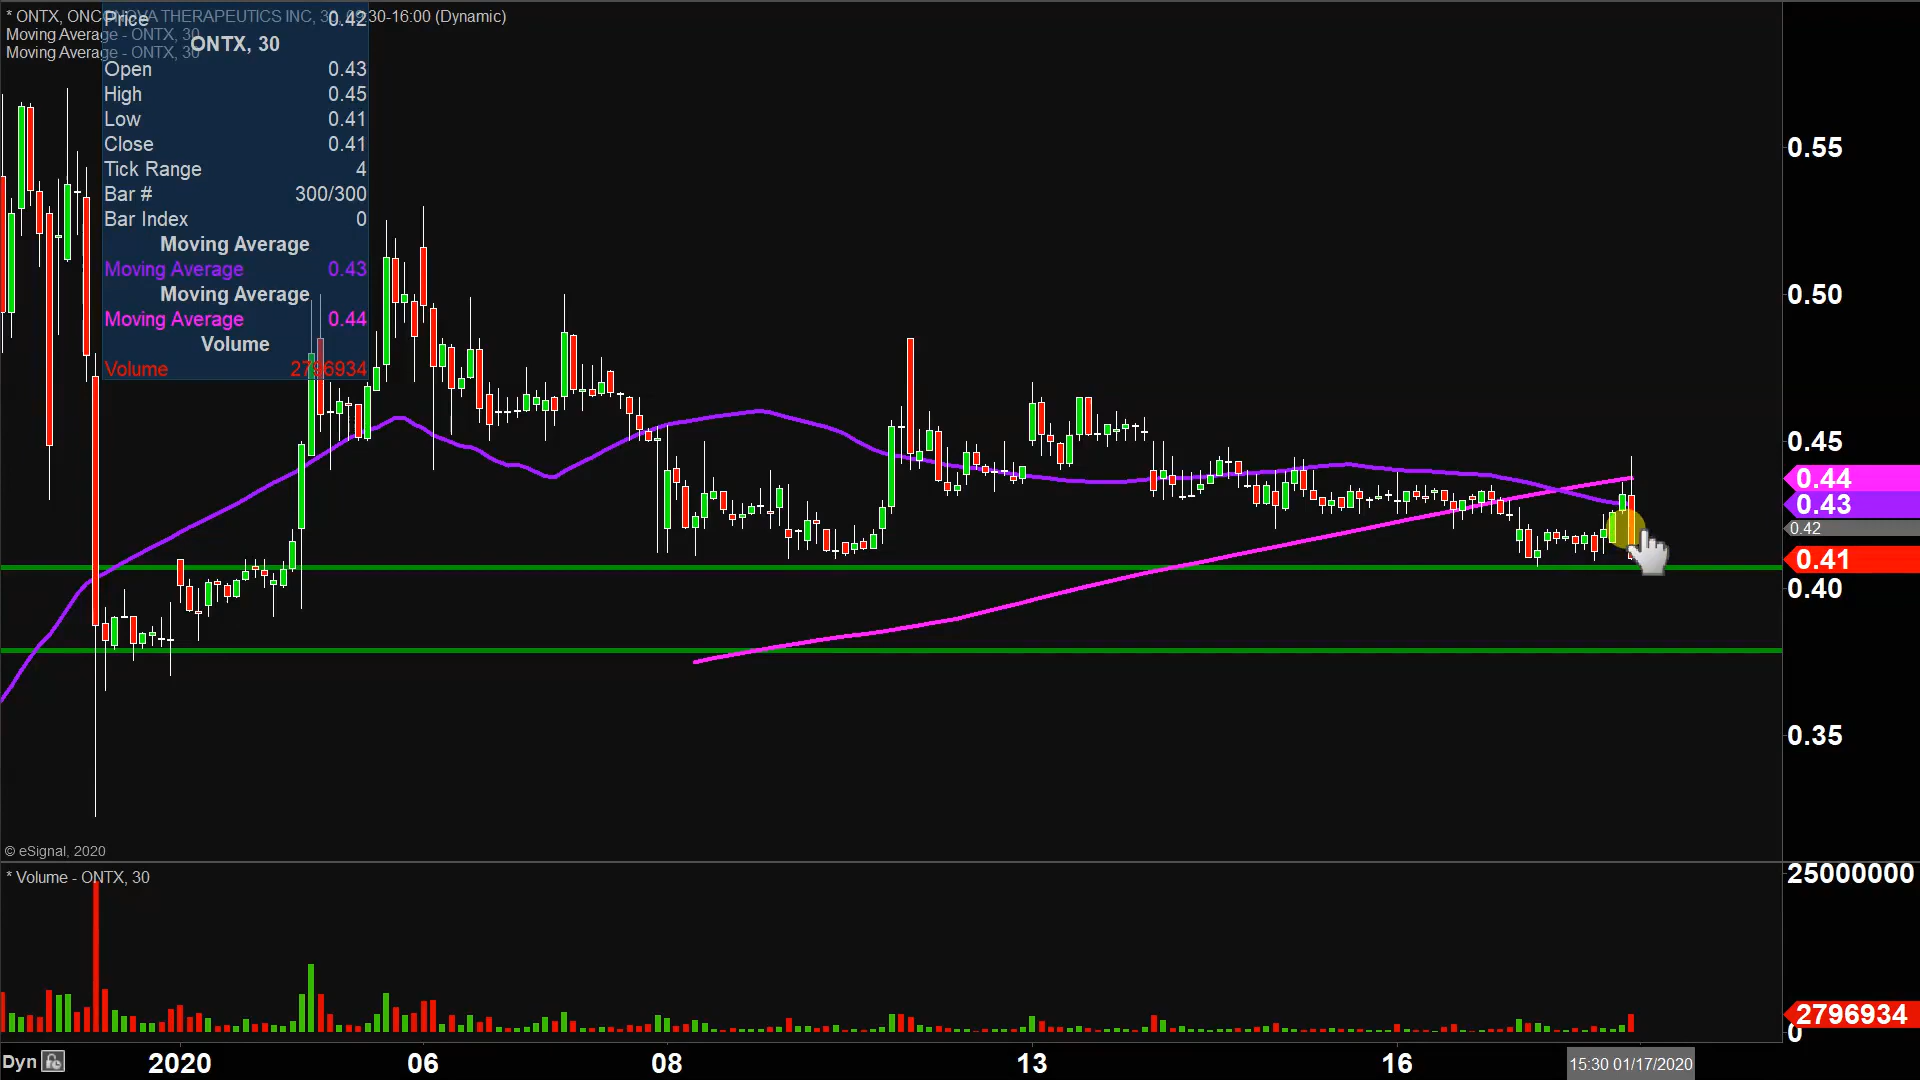 * ONTX, ONCONOVA THERAPEUTICS INC, 30, 09:30-16:00 (Dynamic)
Moving Average - ONTX, 30
Moving Average - ONTX, 30
Price 0.42
ONTX, 30
Open 0.43
High 0.45
Low 0.41
Close 0.41
Tick Range 4
Bar # 300/300
Bar Index 0
Moving Average
Moving Average 0.43
Moving Average
Moving Average 0.44
Volume
Volume 2796934
0.55
0.50
0.45
0.44
0.43
0.42
0.41
0.40
0.35
© eSignal, 2020
* Volume - ONTX, 30
25000000
2796934
0
Dyn
2020 06 08 13 16 15:30 01/17/2020